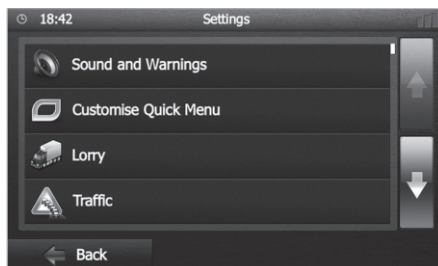 18:42 Settings
Sound and Warnings
Customise Quick Menu
Lorry
Traffic
Back